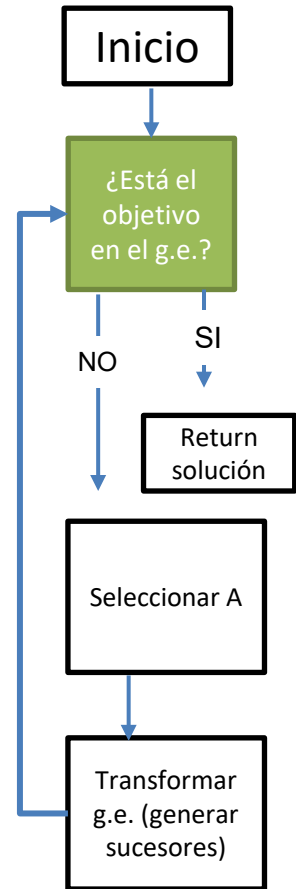 Inicio
¿Está el
objetivo
en el g.e.?
NO
SI
Return
solución
Seleccionar A
Transformar
g.e. (generar
sucesores)